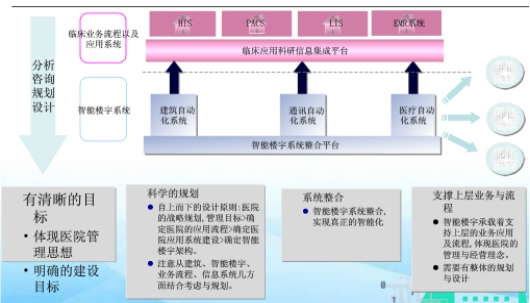 HIS
PACS
LIS
EMR系统
临床业务流程以及
应用系统
临床应用科研信息集成平台
分析
咨询
规划
设计
智能楼宇系统
建筑自动
化系统
通讯自动
化系统
医疗自动
化系统
智能楼宇系统整合平台
有清晰的目
标
• 体现医院管
理思想
• 明确的建设
目标
科学的规划
● 自上而下的设计原则:医院
的战略规划,管理目标>确
定医院的应用流程>确定医
院应用系统建设>确定智能
楼宇架构。
● 注意从建筑、智能楼宇、
业务流程、信息系统几方
面结合考虑与规划。
系统整合
● 智能楼宇系统整合,
实现真正的智能化
支撑上层业务与流
程
● 智能楼宇承载着支
持上层的业务应用
及流程,体现医院的
管理与经营理念。
● 需要有整体的规划
与设计